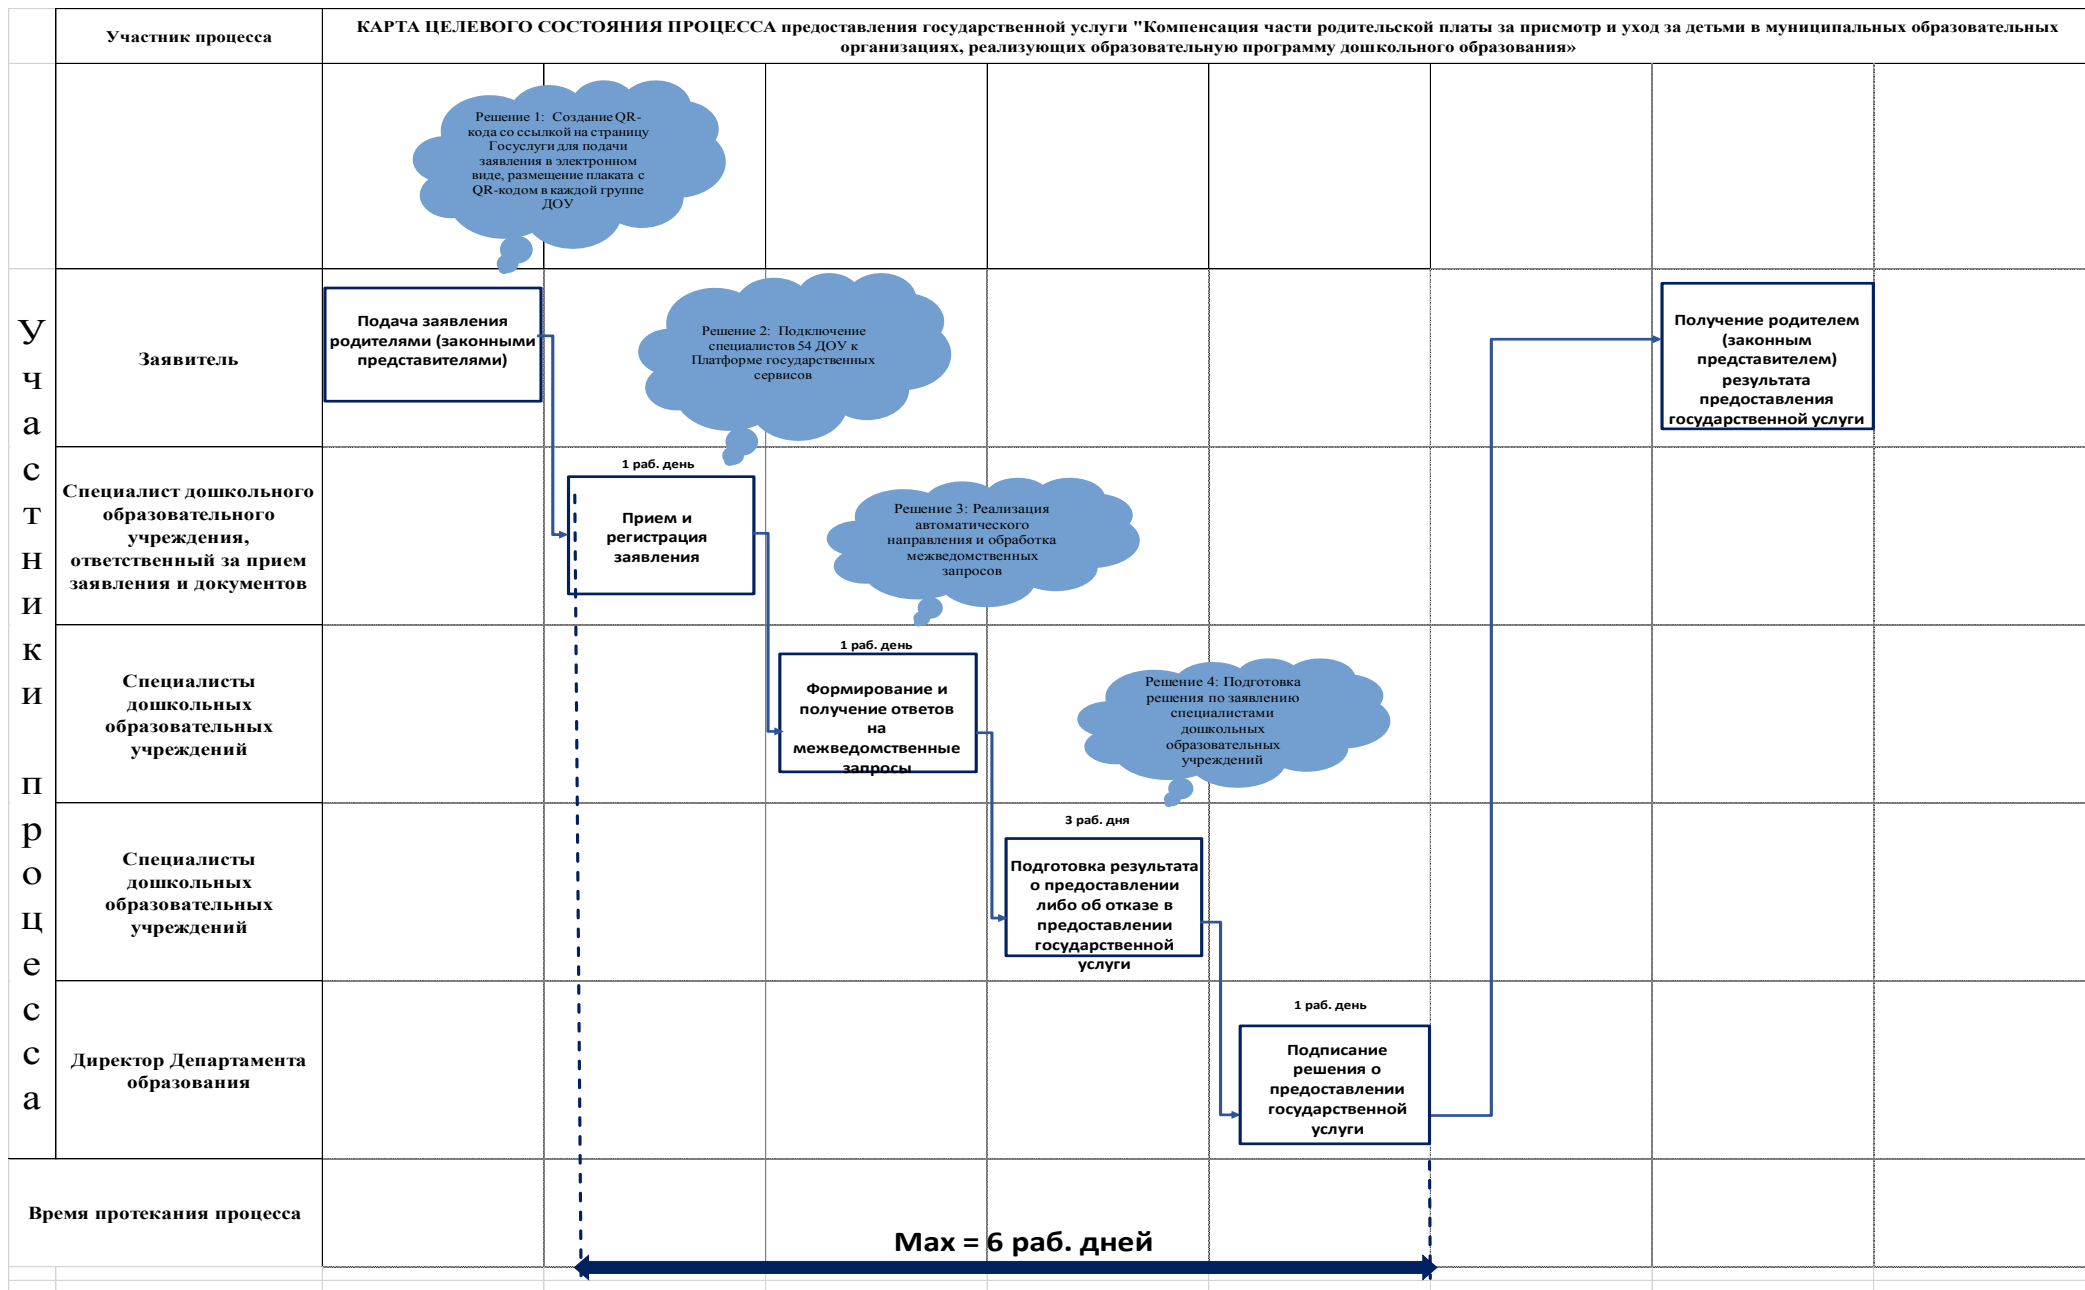 Участник процесса
КАРТА ЦЕЛЕВОГО СОСТОЯНИЯ ПРОЦЕССА предоставления государственной услуги "Компенсация части родительской платы за присмотр и уход за детьми в муниципальных образовательных
организациях, реализующих образовательную программу дошкольного образования»
Решение 1: Создание QR-
кода со ссылкой на страницу
Госуслуги для подачи
заявления в электронном
виде, размещение плаката с
QR-кодом в каждой группе
ДОУ
Участники процесса
Заявитель
Подача заявления
родителями (законными
представителями)
Решение 2: Подключение
специалистов 54 ДОУ к
Платформе государственных
сервисов
Получение родителем
(законным
представителем)
результата
предоставления
государственной услуги
Специалист дошкольного
образовательного
учреждения,
ответственный за прием
заявления и документов
1 раб. день
Прием и
регистрация
заявления
Решение 3: Реализация
автоматического
направления и обработка
межведомственных
запросов
Специалисты
дошкольных
образовательных
учреждений
1 раб. день
Формирование и
получение ответов
на
межведомственные
запросы
Решение 4: Подготовка
решения по заявлению
специалистами
дошкольных
образовательных
учреждений
Специалисты
дошкольных
образовательных
учреждений
3 раб. дня
Подготовка результата
о предоставлении
либо об отказе в
предоставлении
государственной
услуги
Директор Департамента
образования
1 раб. день
Подписание
решения о
предоставлении
государственной
услуги
Время протекания процесса
Max = 6 раб. дней